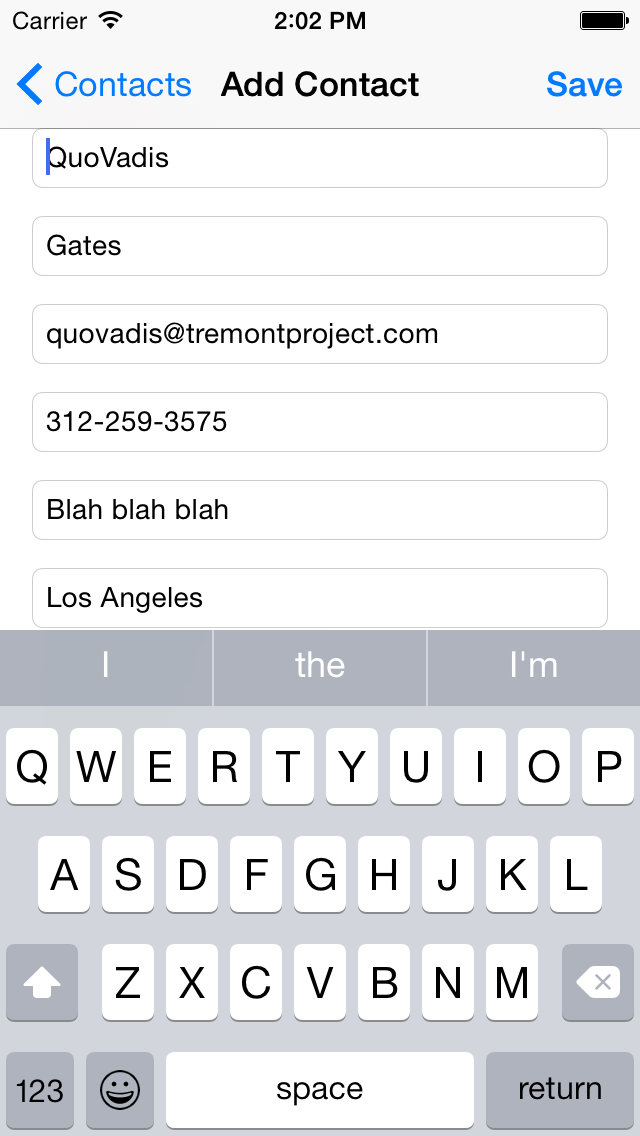 Carrier 2:02 PM
Contacts Add Contact Save
QuoVadis
Gates
quovadis@tremontproject.com
312-259-3575
Blah blah blah
Los Angeles
I the I'm
Q W E R T Y U I O P
A S D F G H J K L
Z X C V B N M
123 space return